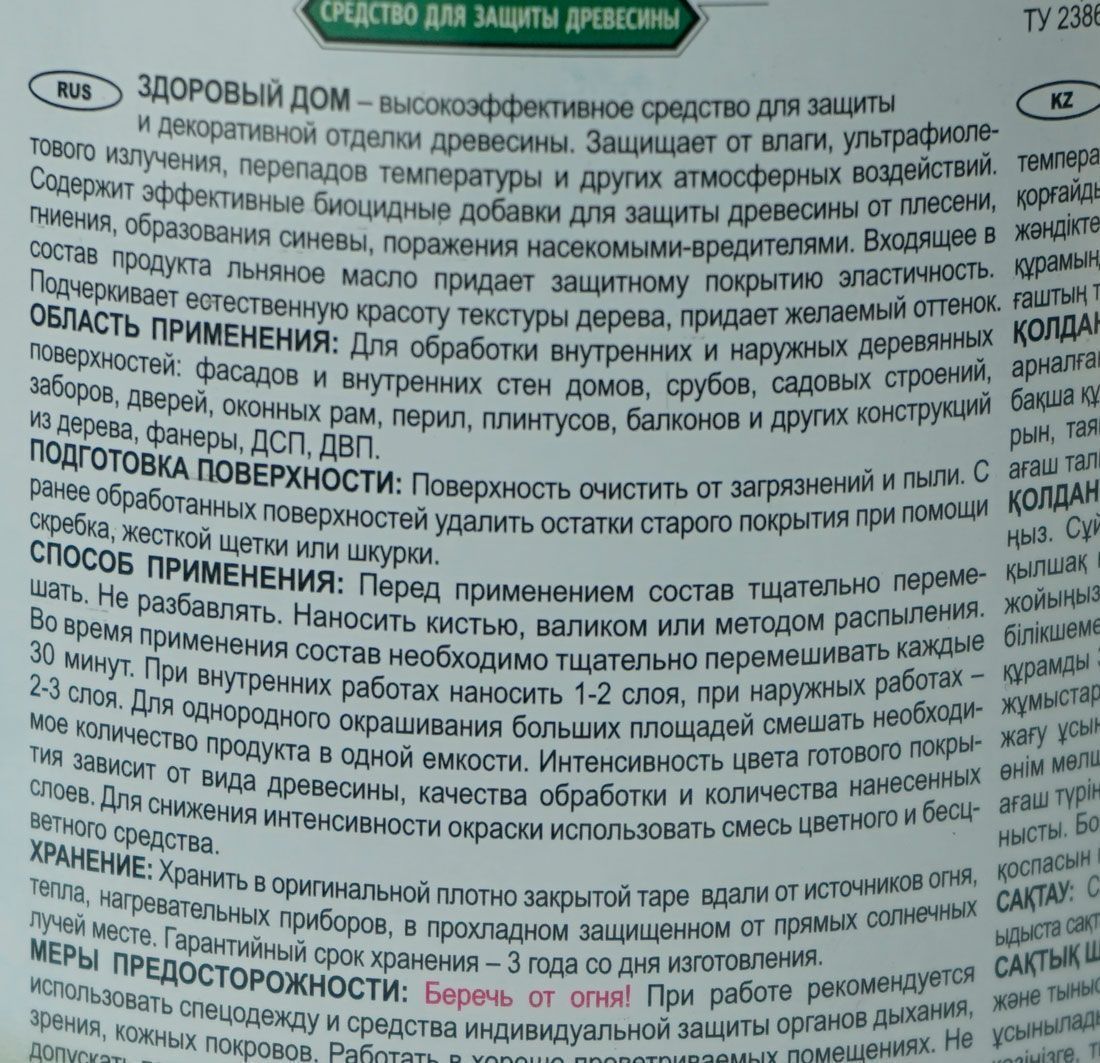 СРЕДСТВО ДЛЯ ЗАЩИТЫ ДРЕВЕСИНЫ
ТУ 2386
RUS
ЗДОРОВЫЙ ДОМ – высокоэффективное средство для защиты
и декоративной отделки древесины. Защищает от влаги, ультрафиоле-
тового излучения, перепадов температуры и других атмосферных воздействий.
Содержит эффективные биоцидные добавки для защиты древесины от плесени,
гниения, образования синевы, поражения насекомыми-вредителями. Входящее в
состав продукта льняное масло придает защитному покрытию эластичность.
Подчеркивает естественную красоту текстуры дерева, придает желаемый оттенок.
ОБЛАСТЬ ПРИМЕНЕНИЯ: Для обработки внутренних и наружных деревянных
поверхностей: фасадов и внутренних стен домов, срубов, садовых строений,
заборов, дверей, оконных рам, перил, плинтусов, балконов и других конструкций
из дерева, фанеры, ДСП, ДВП.
ПОДГОТОВКА ПОВЕРХНОСТИ: Поверхность очистить от загрязнений и пыли. С
ранее обработанных поверхностей удалить остатки старого покрытия при помощи
скребка, жесткой щетки или шкурки.
СПОСОБ ПРИМЕНЕНИЯ: Перед применением состав тщательно переме-
шать. Не разбавлять. Наносить кистью, валиком или методом распыления.
Во время применения состав необходимо тщательно перемешивать каждые
30 минут. При внутренних работах наносить 1-2 слоя, при наружных работах –
2-3 слоя. Для однородного окрашивания больших площадей смешать необходи-
мое количество продукта в одной емкости. Интенсивность цвета готового покры-
тия зависит от вида древесины, качества обработки и количества нанесенных
слоев. Для снижения интенсивности окраски использовать смесь цветного и бесц-
ветного средства.
ХРАНЕНИЕ: Хранить в оригинальной плотно закрытой таре вдали от источников огня,
тепла, нагревательных приборов, в прохладном защищенном от прямых солнечных
лучей месте. Гарантийный срок хранения – 3 года со дня изготовления.
МЕРЫ ПРЕДОСТОРОЖНОСТИ: Беречь от огня! При работе рекомендуется
использовать спецодежду и средства индивидуальной защиты органов дыхания,
зрения, кожных покровов. Работать в хорошо проветриваемых помещениях. Не
допускать
KZ
темпера
қорғайды
жәндікте
құрамын
ғаштың т
ҚОЛДАН
арналға
бақша құ
рын, тая
ағаш тал
ҚОЛДАН
ңыз. Сұй
қылшақ
жойыңыз
білікшеме
құрамды
жұмыстар
жағу ұсын
өнім мөлш
ағаш түрін
нысты. Бо
қоспасын
САҚТАУ: С
ыдыста сақт
САҚТЫҚ Ш
және тыныс
ұсынылады